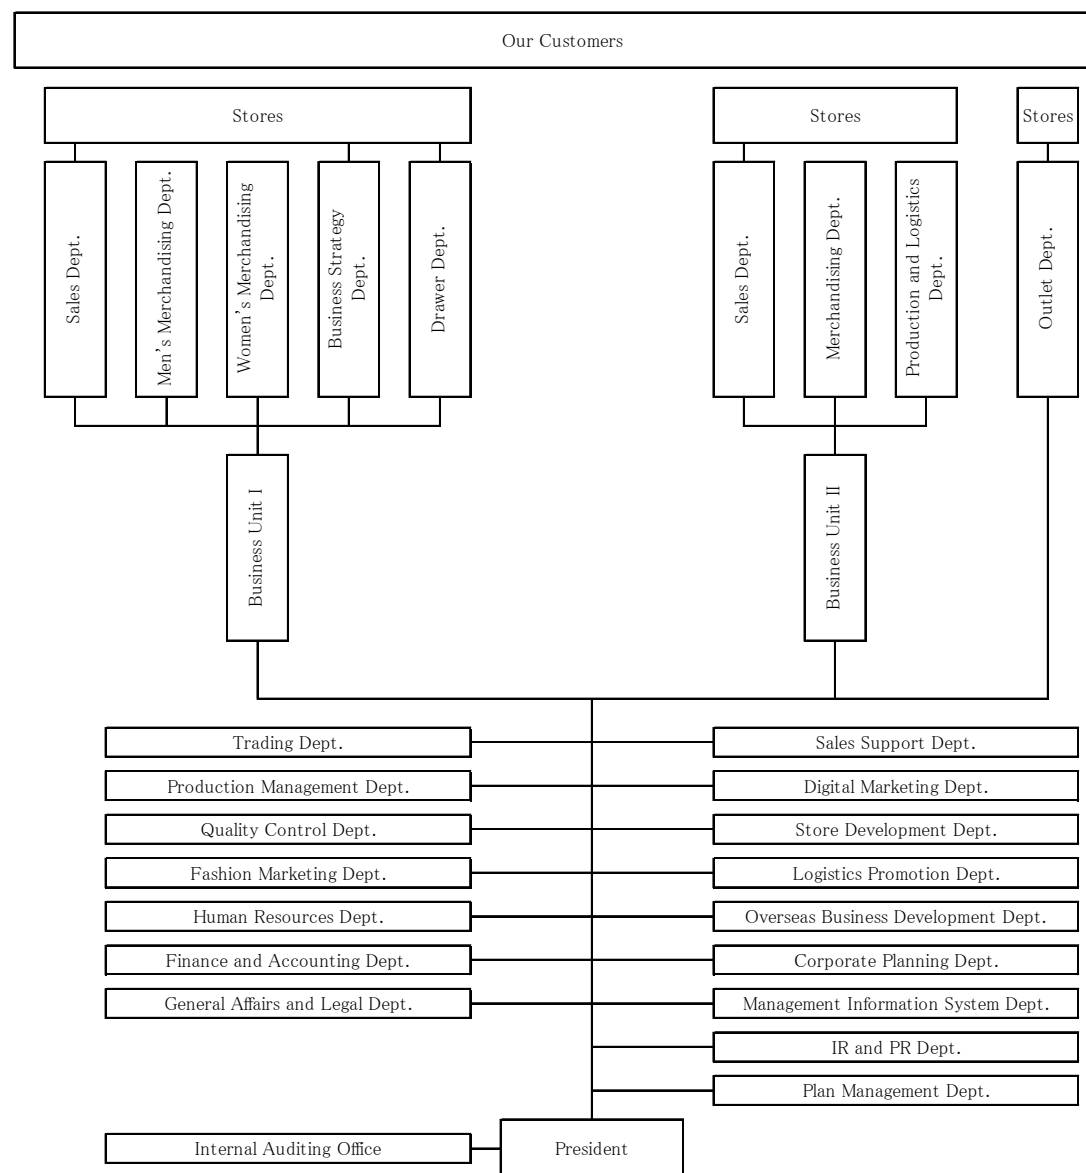 Our Customers
Stores
Stores
Stores
Sales Dept.
Men's Merchandising Dept.
Women's Merchandising
Dept.
Business Strategy
Dept.
Drawer Dept.
Sales Dept.
Merchandising Dept.
Production and Logistics
Dept.
Outlet Dept.
Business Unit I
Business Unit II
Trading Dept.
Sales Support Dept.
Production Management Dept.
Digital Marketing Dept.
Quality Control Dept.
Store Development Dept.
Fashion Marketing Dept.
Logistics Promotion Dept.
Human Resources Dept.
Overseas Business Development Dept.
Finance and Accounting Dept.
Corporate Planning Dept.
General Affairs and Legal Dept.
Management Information System Dept.
IR and PR Dept.
Plan Management Dept.
Internal Auditing Office
President